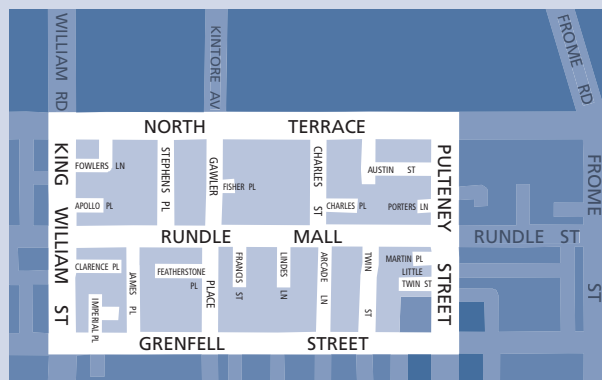 WILLIAM RD
KINTORE AV
FROME RD
NORTH TERRACE
KING WILLIAM ST
FOWLERS LN
STEPHENS PL
GAWLER PLACE
FISHER PL
CHARLES ST
AUSTIN ST
PULTENEY STREET
FROME ST
APOLLO PL
CHARLES PL
PORTERS LN
RUNDLE MALL
RUNDLE ST
CLARENCE PL
JAMES PL
FEATHERSTONE
PL
FRANCIS ST
LINDES LN
ARCADE LN
TWIN ST
MARTIN PL
LITTLE
TWIN ST
IMPERIAL PL
GRENFELL STREET